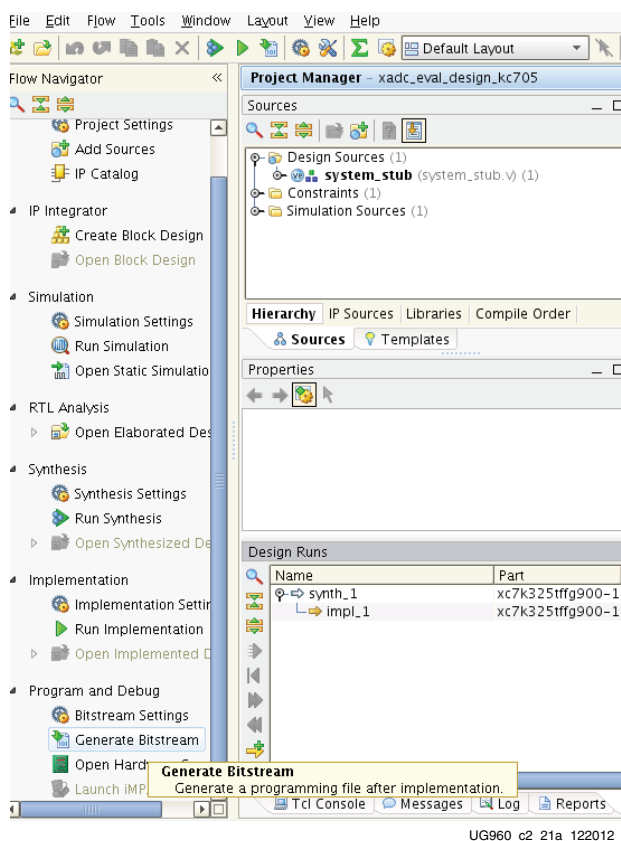 File Edit Flow Tools Window Layout View Help
Default Layout
Flow Navigator
Project Settings
Add Sources
IP Catalog
IP Integrator
Create Block Design
Open Block Design
Simulation
Simulation Settings
Run Simulation
Open Static Simulatio
RTL Analysis
Open Elaborated Des
Synthesis
Synthesis Settings
Run Synthesis
Open Synthesized De
Implementation
Implementation Settin
Run Implementation
Open Implemented D
Program and Debug
Bitstream Settings
Generate Bitstream
Open Hard
Launch iMP
Generate Bitstream
Generate a programming file after implementation.
Project Manager - xadc_eval_design_kc705
Sources
Design Sources (1)
system_stub (system_stub.v) (1)
Constraints (1)
Simulation Sources (1)
Hierarchy IP Sources Libraries Compile Order
Sources Templates
Properties
Design Runs
Name Part
synth_1 xc7k325tffg900-1
impl_1 xc7k325tffg900-1
Tcl Console Messages Log Reports
UG960_c2_21a_122012